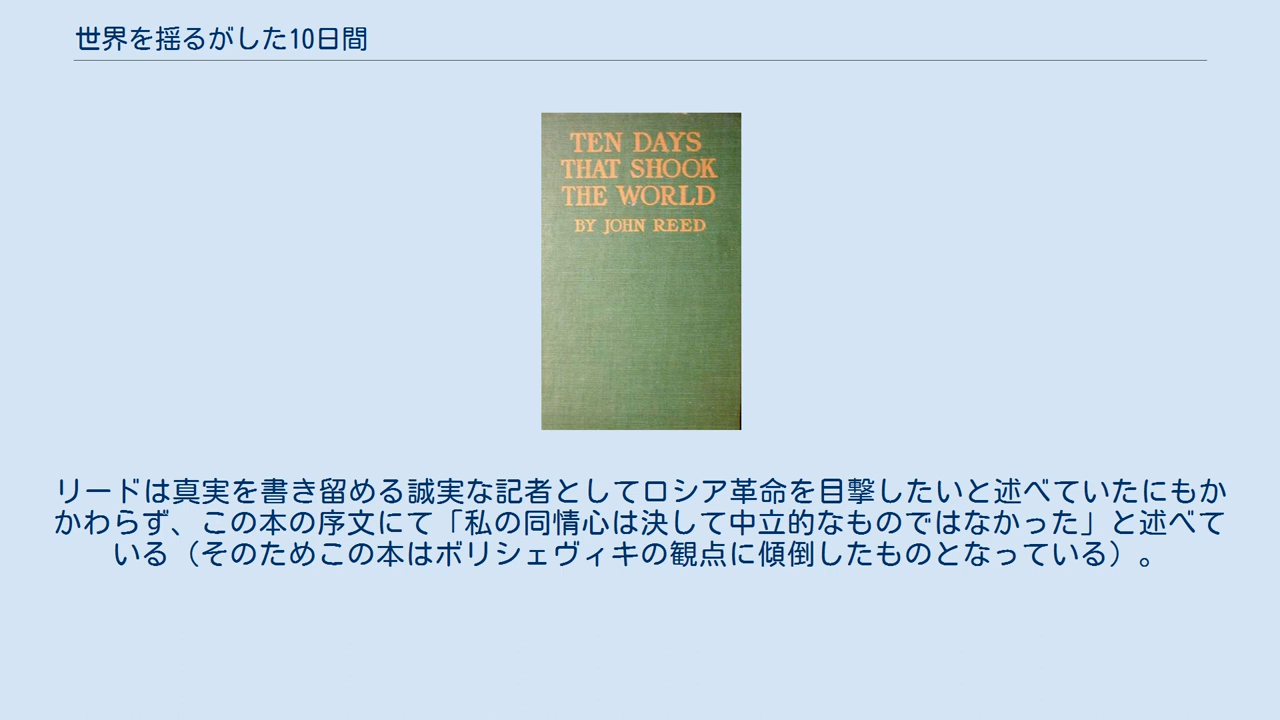 世界を揺るがした10日間
TEN DAYS
THAT SHOOK
THE WORLD
BY JOHN REED
リードは真実を書き留める誠実な記者としてロシア革命を目撃したいと述べていたにもか
かわらず、この本の序文にて「私の同情心は決して中立的なものではなかった」と述べて
いる（そのためこの本はボリシェヴィキの観点に傾倒したものとなっている）。